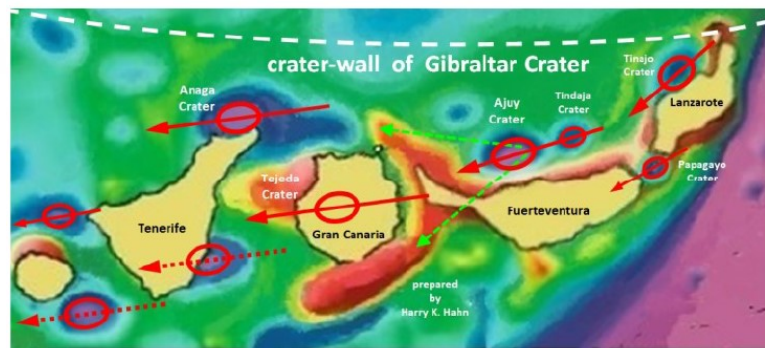 crater-wall of Gibraltar Crater
Tinajo
Crater
Lanzarote
Anaga
Crater
Ajuy
Crater
Tindaja
Crater
Papagayo
Crater
Tejeda
Crater
Tenerife
Gran Canaria
Fuerteventura
prepared
by
Harry K. Hahn